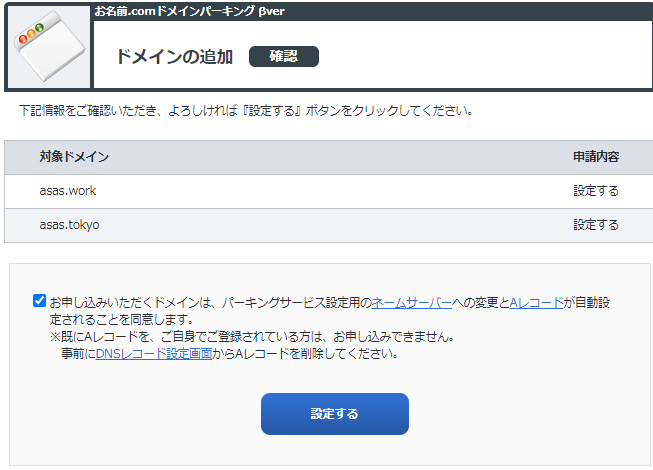 お名前.comドメインパーキング βver
ドメインの追加 確認
下記情報をご確認いただき、よろしければ『設定する』ボタンをクリックしてください。
対象ドメイン 申請内容
asas.work 設定する
asas.tokyo 設定する
お申し込みいただくドメインは、パーキングサービス設定用のネームサーバーへの変更とAレコードが自動設
定されることを同意します。
※既にAレコードを、ご自身でご登録されている方は、お申し込みできません。
事前にDNSレコード設定画面からAレコードを削除してください。
設定する